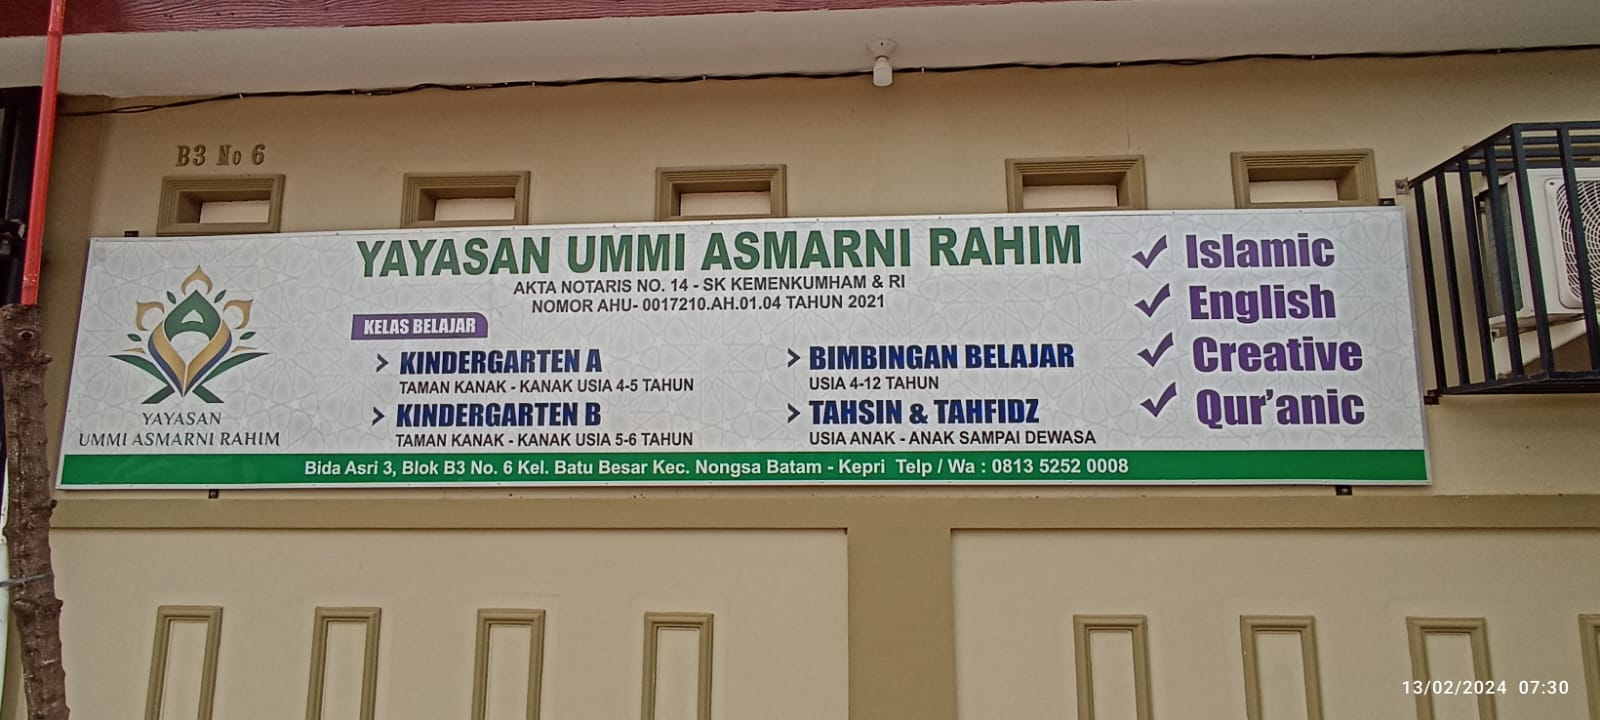 B3 No 6
YAYASAN UMMI ASMARNI RAHIM
AKTA NOTARIS NO. 14 - SK KEMENKUMHAM & RI
NOMOR AHU- 0017210.AH.01.04 TAHUN 2021
KELAS BELAJAR
> KINDERGARTEN A
TAMAN KANAK - KANAK USIA 4-5 TAHUN
> KINDERGARTEN B
TAMAN KANAK - KANAK USIA 5-6 TAHUN
> BIMBINGAN BELAJAR
USIA 4-12 TAHUN
> TAHSIN & TAHFIDZ
USIA ANAK - ANAK SAMPAI DEWASA
✓ Islamic
✓ English
✓ Creative
✓ Qur'anic
YAYASAN
UMMI ASMARNI RAHIM
Bida Asri 3, Blok B3 No. 6 Kel. Batu Besar Kec. Nongsa Batam - Kepri Telp / Wa : 0813 5252 0008
13/02/2024 07:30